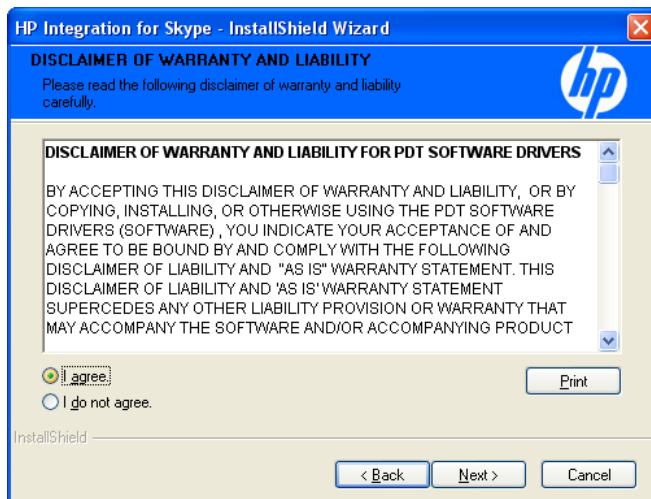 HP Integration for Skype - InstallShield Wizard
DISCLAIMER OF WARRANTY AND LIABILITY
Please read the following disclaimer of warranty and liability
carefully.
hp
DISCLAIMER OF WARRANTY AND LIABILITY FOR PDT SOFTWARE DRIVERS
BY ACCEPTING THIS DISCLAIMER OF WARRANTY AND LIABILITY, OR BY
COPYING, INSTALLING, OR OTHERWISE USING THE PDT SOFTWARE
DRIVERS (SOFTWARE) , YOU INDICATE YOUR ACCEPTANCE OF AND
AGREE TO BE BOUND BY AND COMPLY WITH THE FOLLOWING
DISCLAIMER OF LIABILITY AND "AS IS" WARRANTY STATEMENT. THIS
DISCLAIMER OF LIABILITY AND 'AS IS' WARRANTY STATEMENT
SUPERCEDES ANY OTHER LIABILITY PROVISION OR WARRANTY THAT
MAY ACCOMPANY THE SOFTWARE AND/OR ACCOMPANYING PRODUCT
I agree.
Print
I do not agree.
InstallShield
< Back
Next >
Cancel